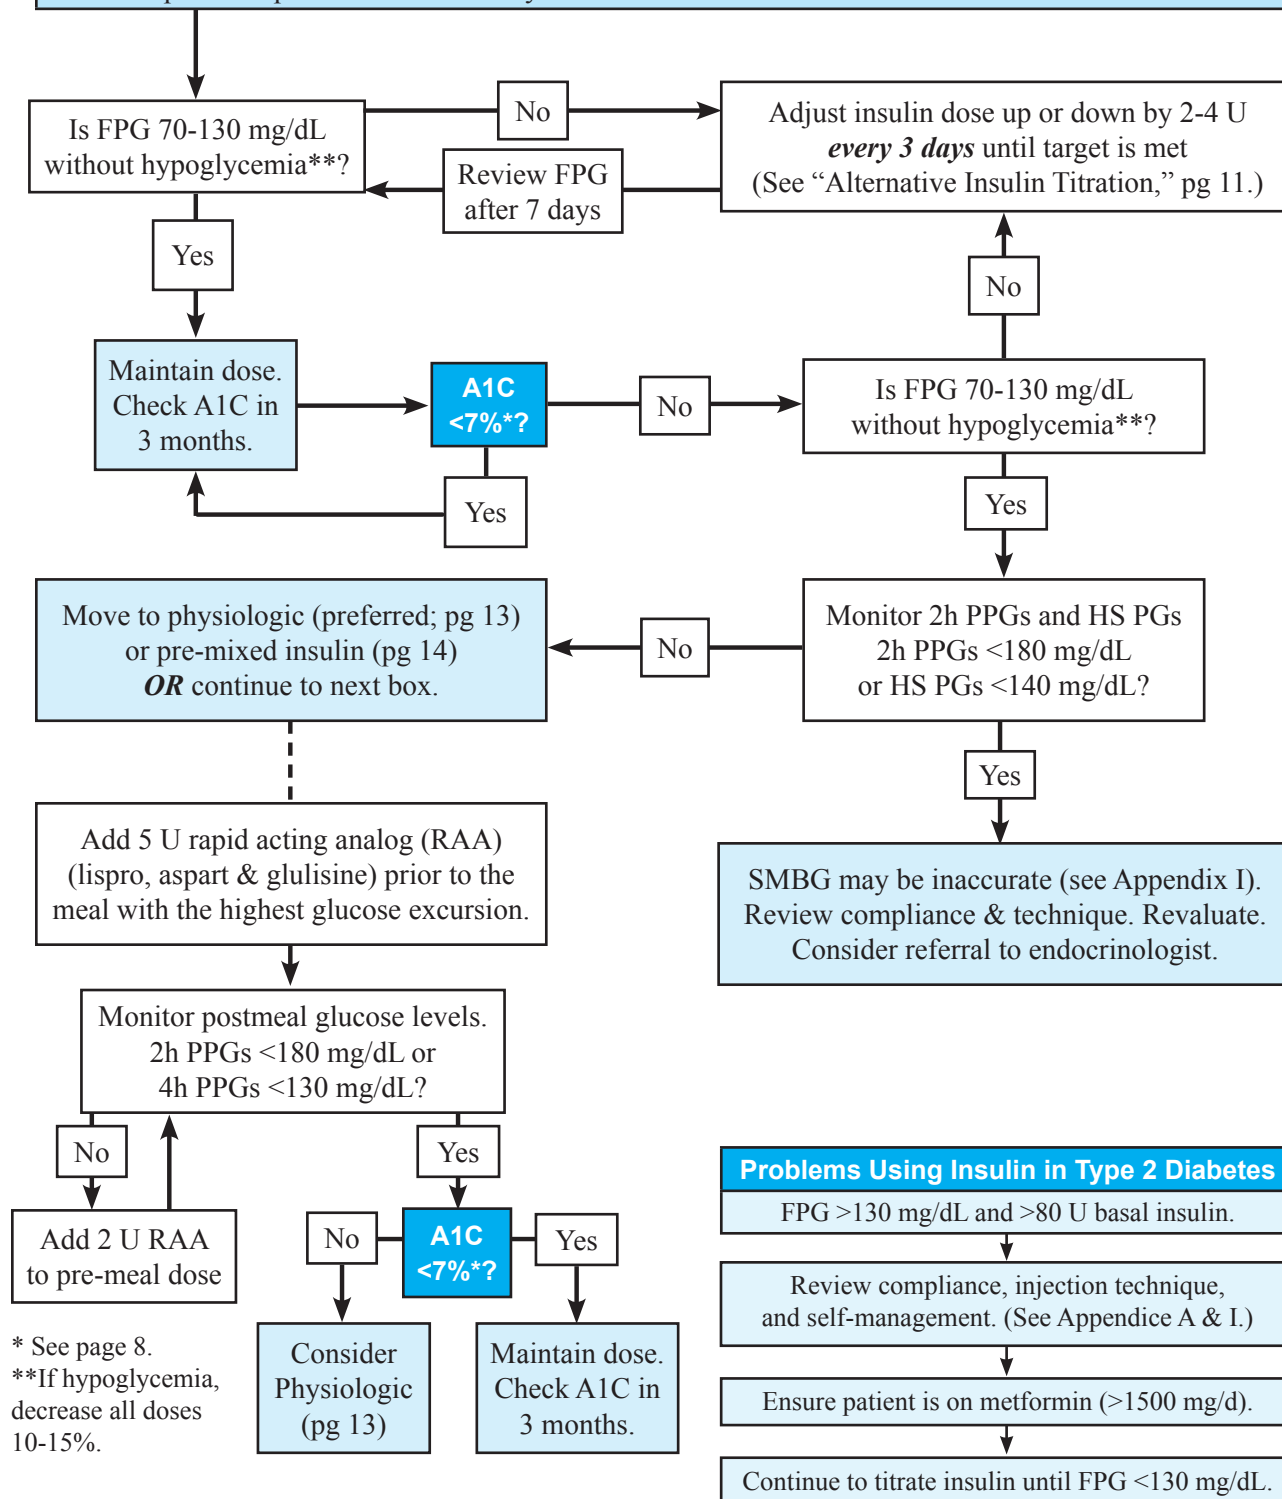 Is FPG 70-130 mg/dL
without hypoglycemia**?
No
Adjust insulin dose up or down by 2-4 U
every 3 days until target is met
(See “Alternative Insulin Titration,” pg 11.)
Review FPG
after 7 days
Yes
No
Maintain dose.
Check A1C in
3 months.
A1C
<7%*?
No
Is FPG 70-130 mg/dL
without hypoglycemia**?
Yes
Yes
Move to physiologic (preferred; pg 13)
or pre-mixed insulin (pg 14)
OR continue to next box.
No
Monitor 2h PPGs and HS PGs
2h PPGs <180 mg/dL
or HS PGs <140 mg/dL?
Yes
Add 5 U rapid acting analog (RAA)
(lispro, aspart & glulisine) prior to the
meal with the highest glucose excursion.
SMBG may be inaccurate (see Appendix I).
Review compliance & technique. Revaluate.
Consider referral to endocrinologist.
Monitor postmeal glucose levels.
2h PPGs <180 mg/dL or
4h PPGs <130 mg/dL?
No
Yes
Add 2 U RAA
to pre-meal dose
No
A1C
<7%*?
Yes
Consider
Physiologic
(pg 13)
Maintain dose.
Check A1C in
3 months.
* See page 8.
**If hypoglycemia,
decrease all doses
10-15%.
Problems Using Insulin in Type 2 Diabetes
FPG >130 mg/dL and >80 U basal insulin.
Review compliance, injection technique,
and self-management. (See Appendice A & I.)
Ensure patient is on metformin (>1500 mg/d).
Continue to titrate insulin until FPG <130 mg/dL.